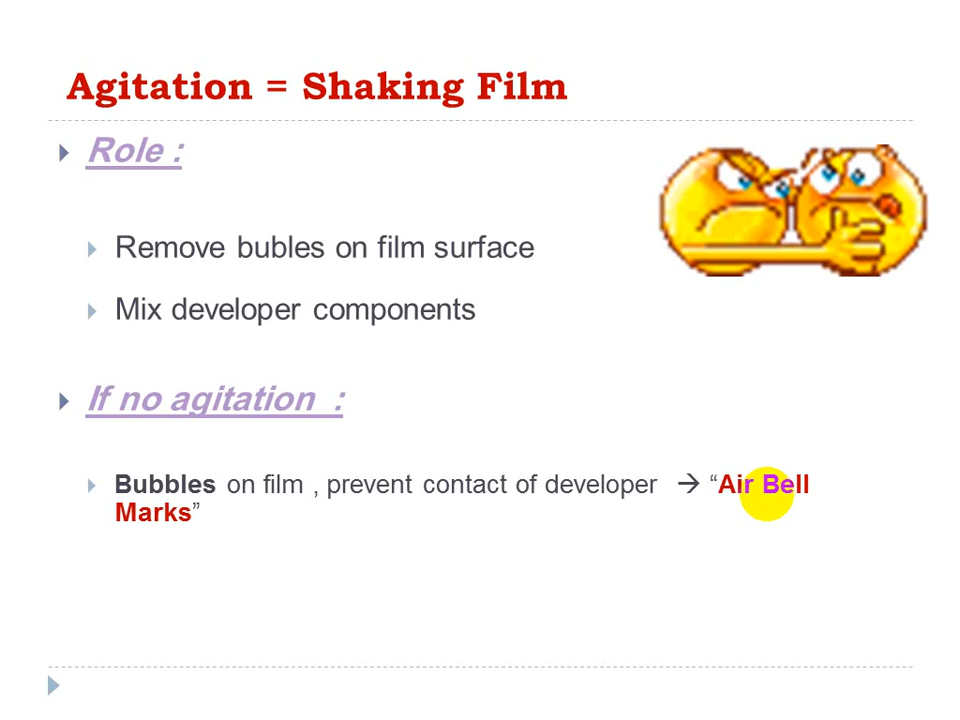 Agitation = Shaking Film
Role :
Remove bubles on film surface
Mix developer components
If no agitation :
Bubbles on film , prevent contact of developer → “Air Bell
Marks”